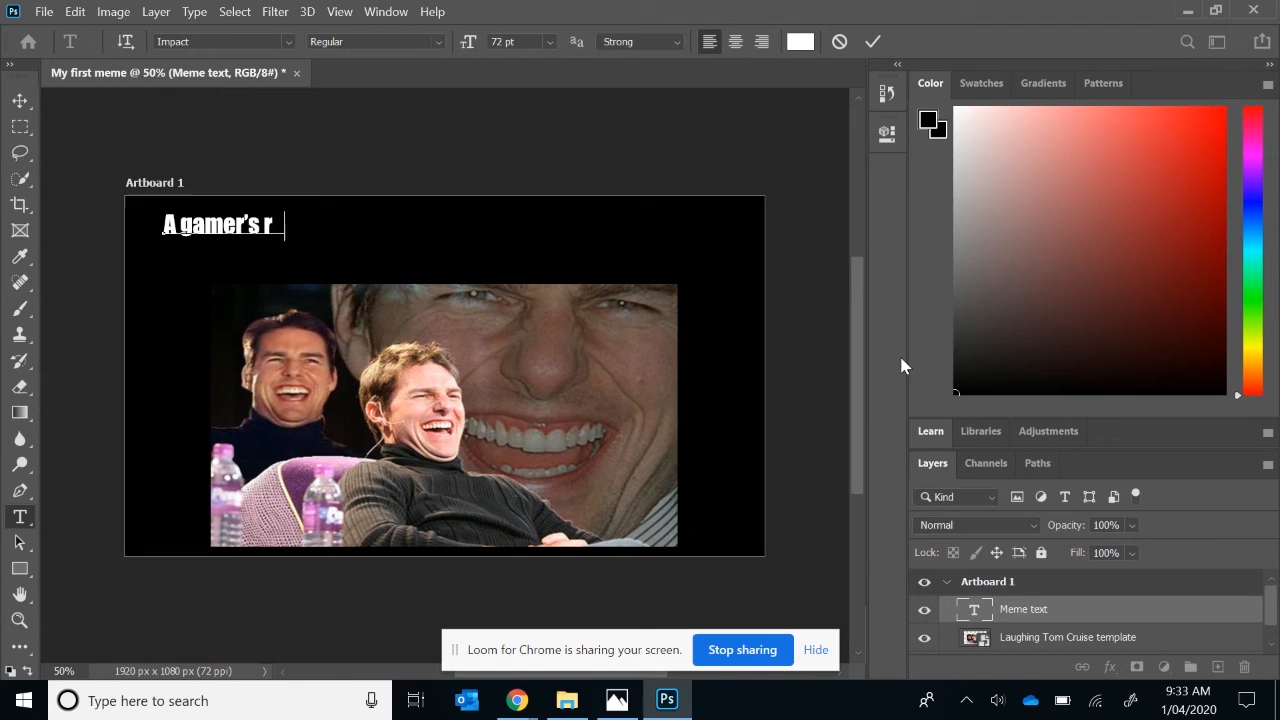 Ps File Edit Image Layer Type Select Filter 3D View Window Help
T Impact Regular 72 pt Strong
My first meme @ 50% (Meme text, RGB/8#) *
Color Swatches Gradients Patterns
Artboard 1
A gamer's r
Learn Libraries Adjustments
Layers Channels Paths
Kind
Normal Opacity: 100%
Lock: Fill: 100%
Artboard 1
T Meme text
Laughing Tom Cruise template
Loom for Chrome is sharing your screen. Stop sharing Hide
50% 1920 px x 1080 px (72 ppi)
Type here to search
Ps
9:33 AM
1/04/2020